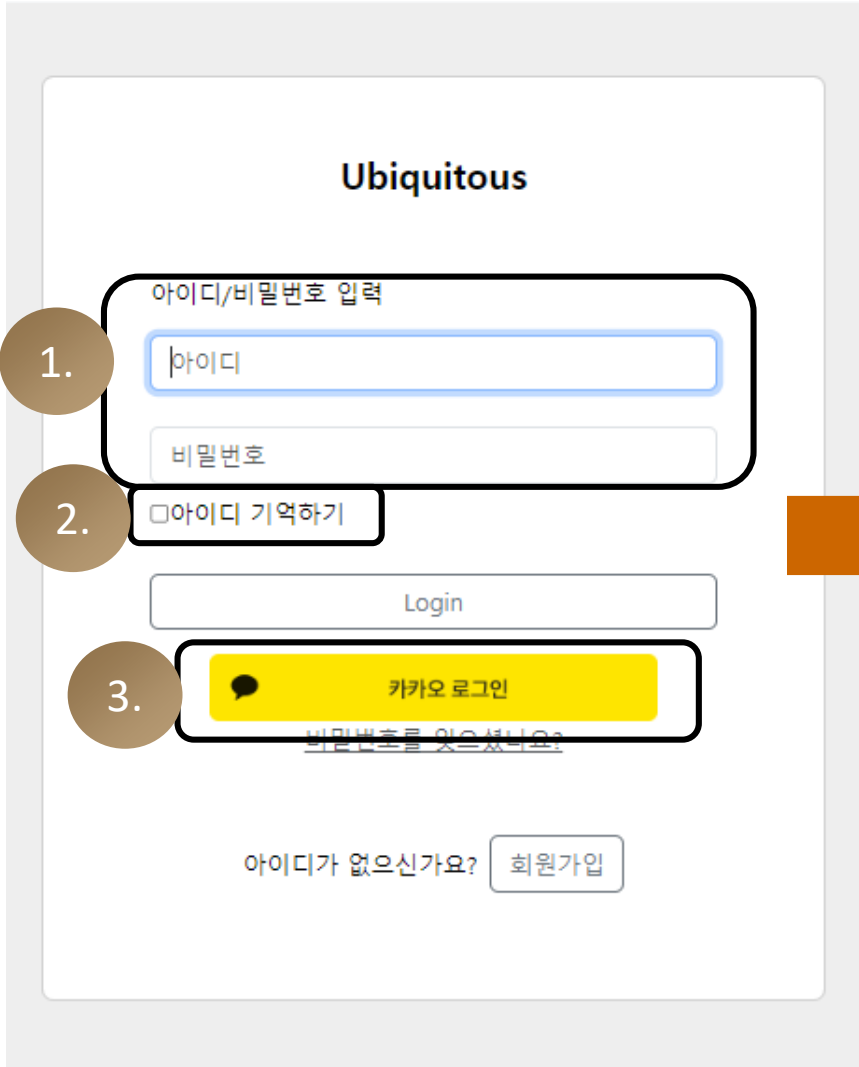 Ubiquitous
아이디/비밀번호 입력
1.
아이디
비밀번호
2.
아이디 기억하기
Login
3.
카카오 로그인
비밀번호를 잊으셨나요?
아이디가 없으신가요? 회원가입